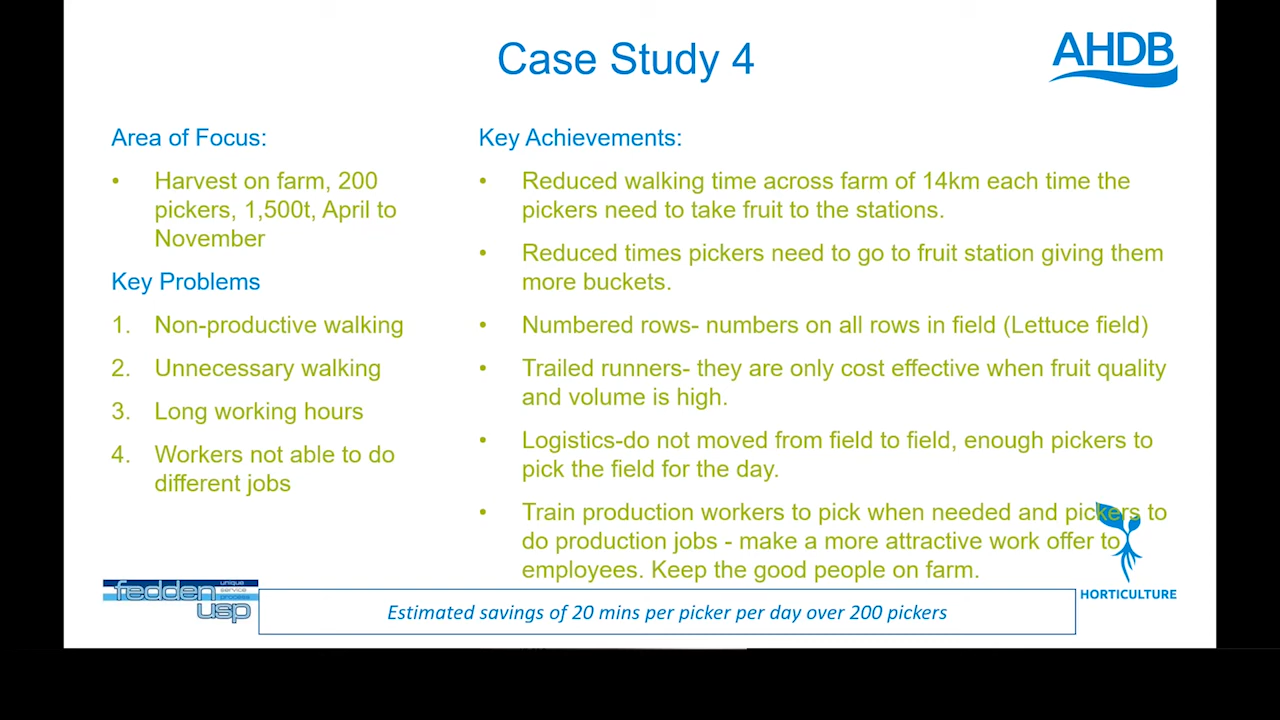 Case Study 4
AHDB
Area of Focus:
• Harvest on farm, 200
pickers, 1,500t, April to
November
Key Problems
1. Non-productive walking
2. Unnecessary walking
3. Long working hours
4. Workers not able to do
different jobs
Key Achievements:
• Reduced walking time across farm of 14km each time the
pickers need to take fruit to the stations.
• Reduced times pickers need to go to fruit station giving them
more buckets.
• Numbered rows- numbers on all rows in field (Lettuce field)
• Trailed runners- they are only cost effective when fruit quality
and volume is high.
• Logistics-do not moved from field to field, enough pickers to
pick the field for the day.
• Train production workers to pick when needed and pickers to
do production jobs - make a more attractive work offer to
employees. Keep the good people on farm.
fedden
unique
service
process
usp
Estimated savings of 20 mins per picker per day over 200 pickers
HORTICULTURE